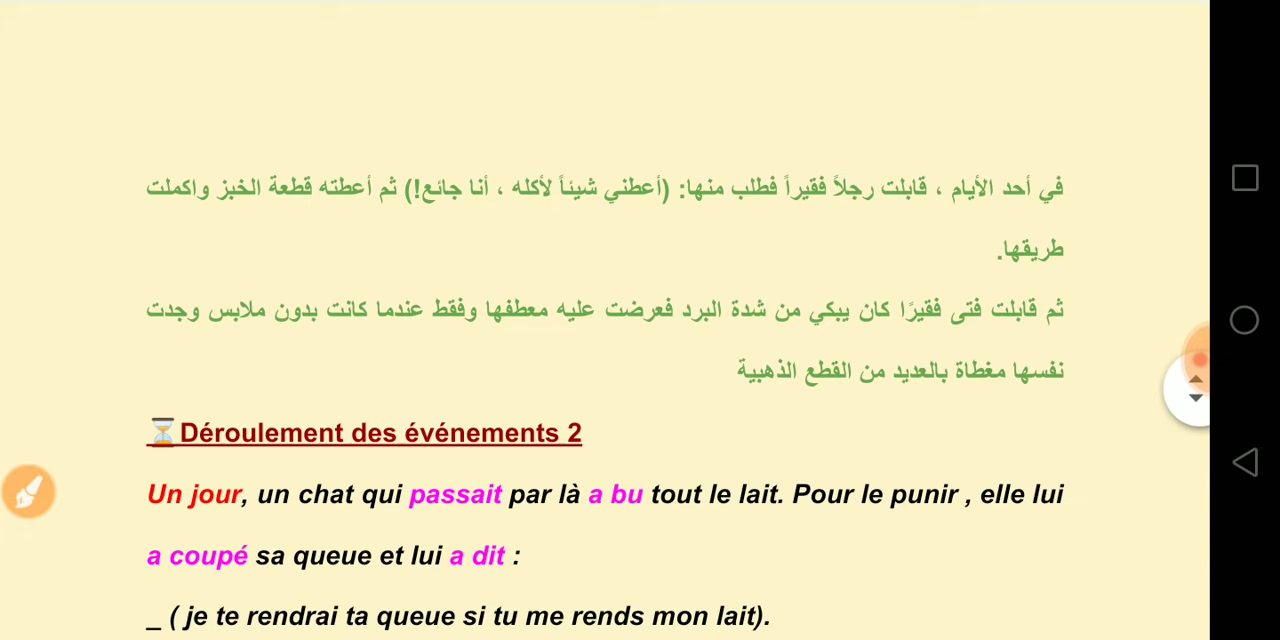 في أحد الأيام ، قابلت رجلاً فقيراً فطلب منها: (أعطني شيئاً لأكله ، أنا جائع!) ثم أعطته قطعة الخبز واكملت
طريقها.
ثم قابلت فتى فقيرًا كان يبكي من شدة البرد فعرضت عليه معطفها وفقط عندما كانت بدون ملابس وجدت
نفسها مغطاة بالعديد من القطع الذهبية
⏳Déroulement des événements 2
Un jour, un chat qui passait par là a bu tout le lait. Pour le punir , elle lui
a coupé sa queue et lui a dit :
_ ( je te rendrai ta queue si tu me rends mon lait).